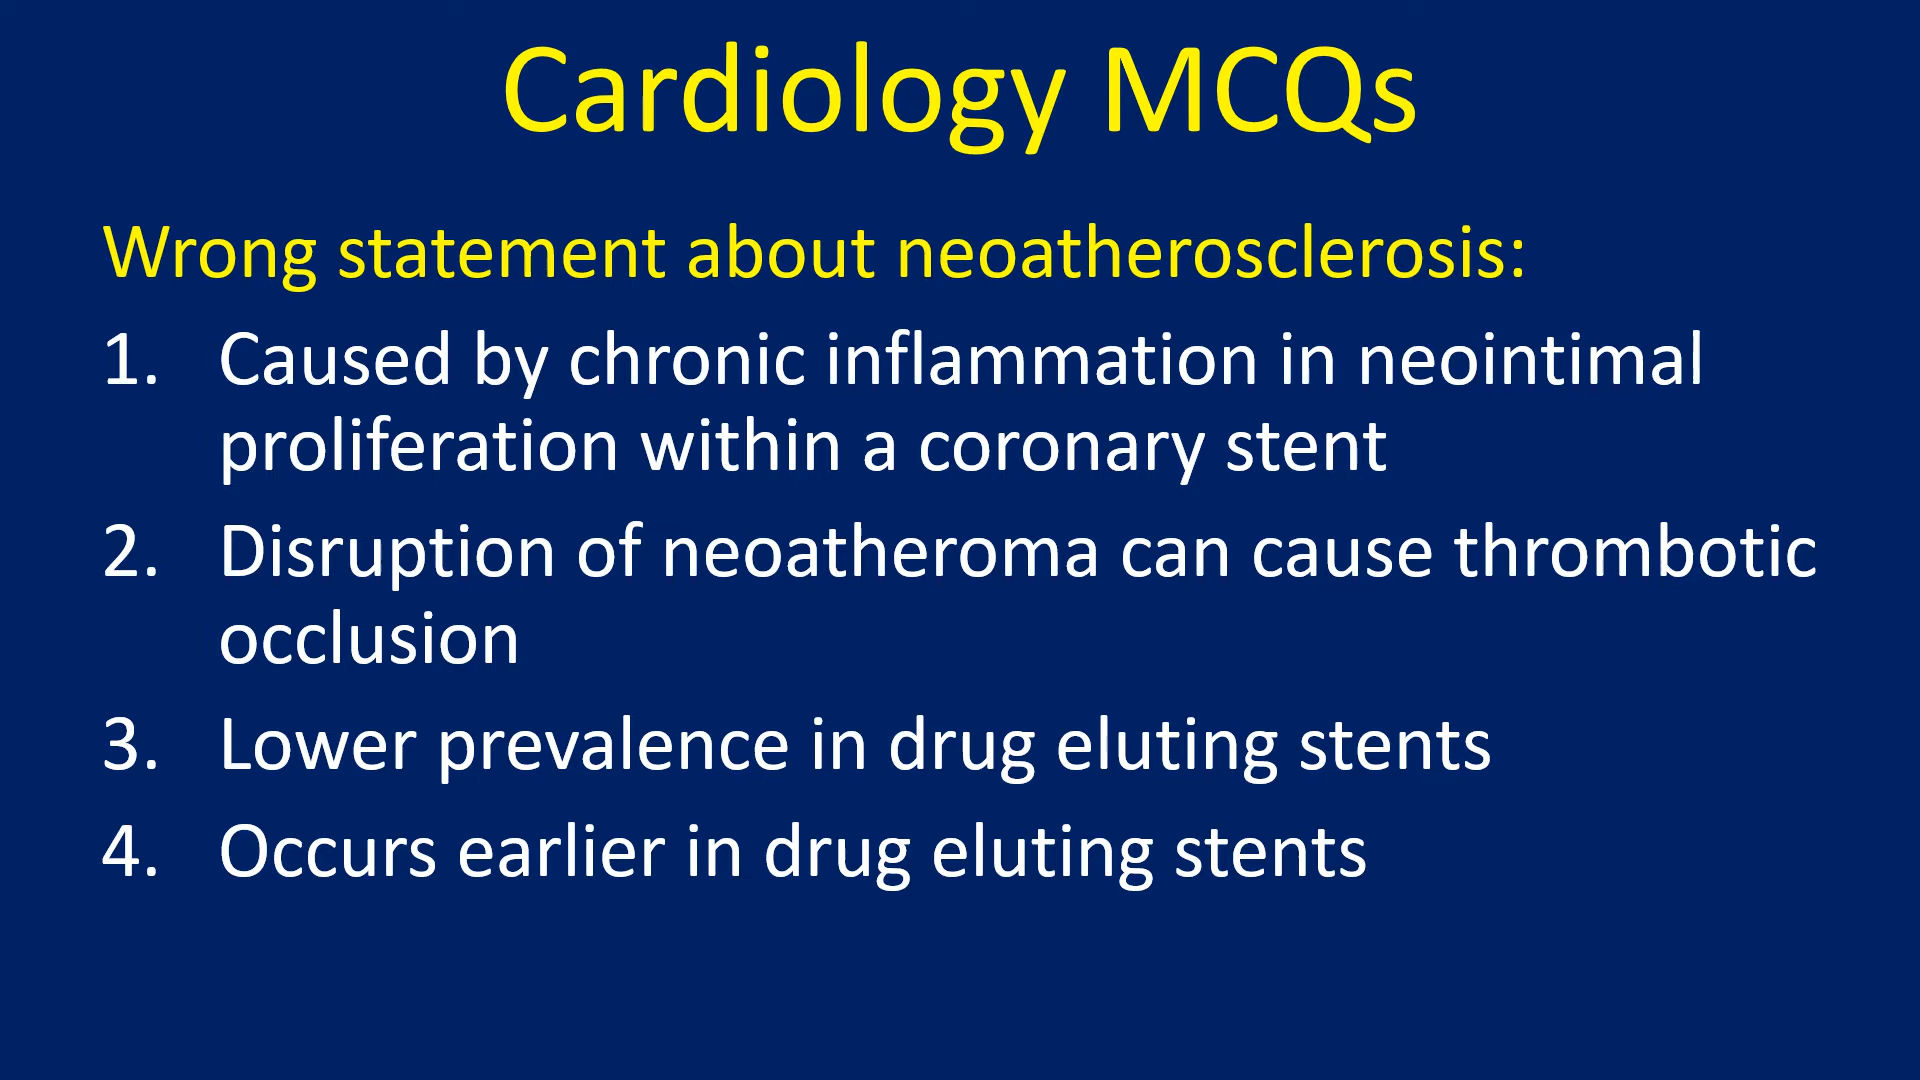 Cardiology MCQs
Wrong statement about neoatherosclerosis:
1. Caused by chronic inflammation in neointimal
proliferation within a coronary stent
2. Disruption of neoatheroma can cause thrombotic
occlusion
3. Lower prevalence in drug eluting stents
4. Occurs earlier in drug eluting stents